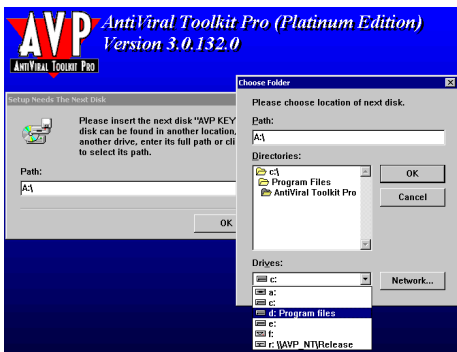 AVP
AntiViral Toolkit Pro
AntiViral Toolkit Pro (Platinum Edition)
Version 3.0.132.0
Setup Needs The Next Disk
Please insert the next disk "AVP KEY
disk can be found in another location,
another drive, enter its full path or cli
to select its path.
Path:
A:\
OK
Choose Folder
Please choose location of next disk.
Path:
A:\
Directories:
c:\
Program Files
AntiViral Toolkit Pro
OK
Cancel
Drives:
c:
Network...
a:
c:
d: Program files
e:
f:
r: \\AVP_NT\Release